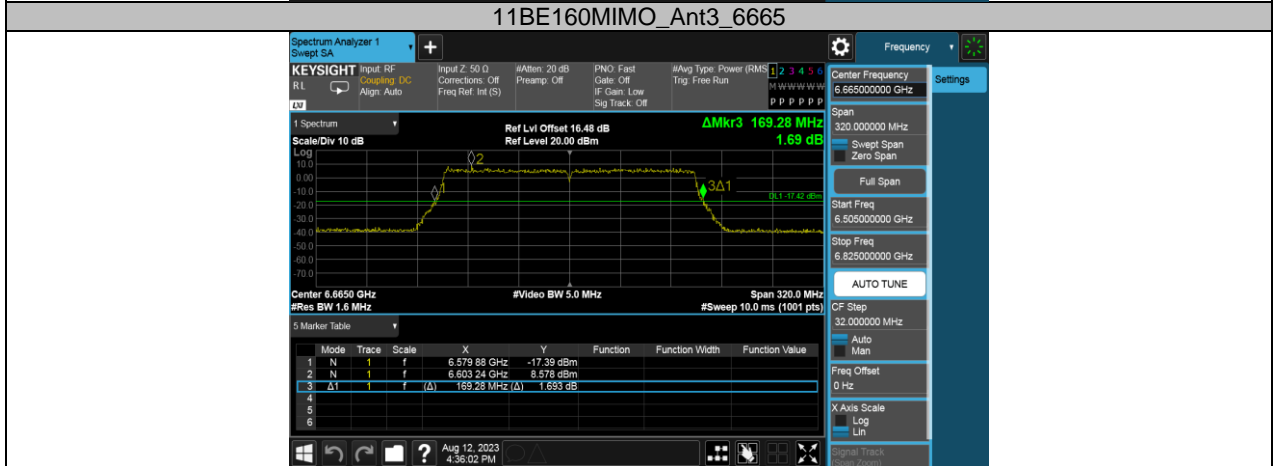 11BE160MIMO_Ant3_6665
Spectrum Analyzer 1
Swept SA
Frequency
KEYSIGHT
RL
LXI
Input: RF
Coupling: DC
Align: Auto
Input Z: 50 Ω
Corrections: Off
Freq Ref: Int (S)
#Atten: 20 dB
Preamp: Off
PNO: Fast
Gate: Off
IF Gain: Low
Sig Track: Off
#Avg Type: Power (RMS
Trig: Free Run
1 2 3 4 5 6
M W W W W W
P P P P P P
Center Frequency
6.665000000 GHz
Settings
1 Spectrum
Scale/Div 10 dB
Ref Lvl Offset 16.48 dB
Ref Level 20.00 dBm
ΔMkr3 169.28 MHz
1.69 dB
Log
10.0
0.00
-10.0
-20.0
-30.0
-40.0
-50.0
-60.0
-70.0
2
1
3Δ1
DL1 -17.42 dBm
Center 6.6650 GHz
#Res BW 1.6 MHz
#Video BW 5.0 MHz
Span 320.0 MHz
#Sweep 10.0 ms (1001 pts)
Span
320.000000 MHz
Swept Span
Zero Span
Full Span
Start Freq
6.505000000 GHz
Stop Freq
6.825000000 GHz
AUTO TUNE
CF Step
32.000000 MHz
Auto
Man
Freq Offset
0 Hz
X Axis Scale
Log
Lin
Signal Track
(Span Zoom)
5 Marker Table
Mode Trace Scale X Y Function Function Width Function Value
1 N 1 f 6.579 88 GHz -17.39 dBm
2 N 1 f 6.603 24 GHz 8.578 dBm
3 Δ1 1 f (Δ) 169.28 MHz (Δ) 1.693 dB
4
5
6
?
Aug 12, 2023
4:36:02 PM